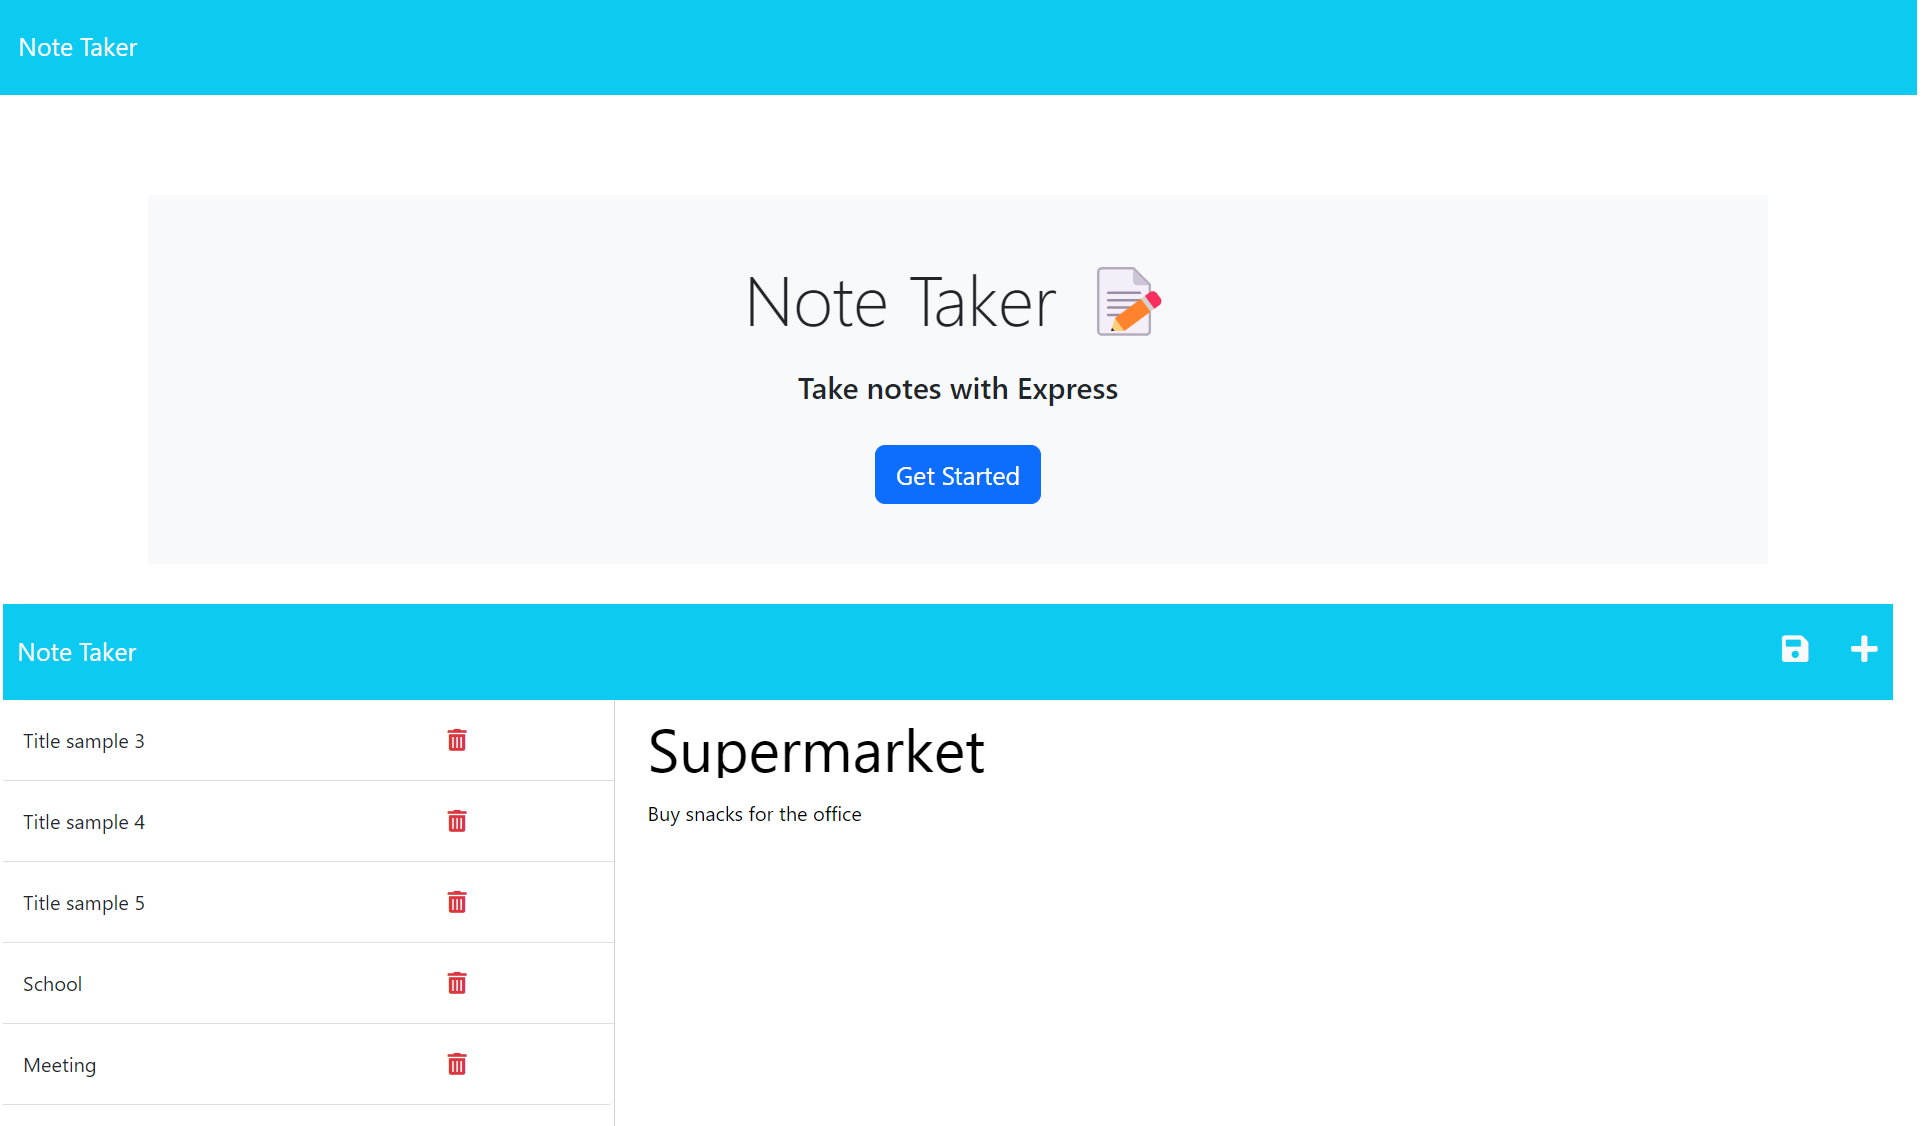 Note Taker
Note Taker
Take notes with Express
Get Started
Note Taker
Title sample 3
Title sample 4
Title sample 5
School
Meeting
Supermarket
Buy snacks for the office